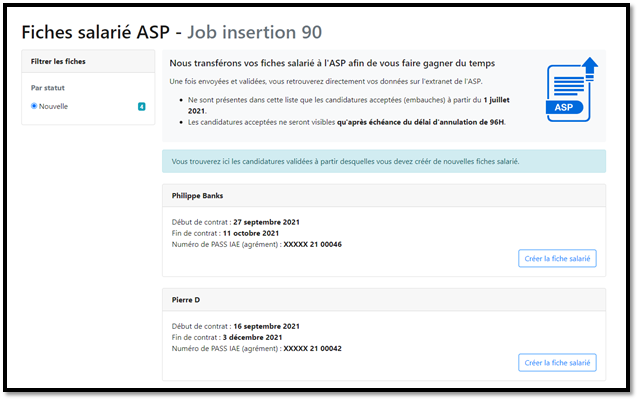 Fiches salarié ASP - Job insertion 90
Filtrer les fiches
Par statut
Nouvelle 4
Nous transférons vos fiches salarié à l'ASP afin de vous faire gagner du temps
Une fois envoyées et validées, vous retrouverez directement vos données sur l'extranet de l'ASP.
• Ne sont présentes dans cette liste que les candidatures acceptées (embauches) à partir du 1 juillet
2021.
• Les candidatures acceptées ne seront visibles qu'après échéance du délai d'annulation de 96H.
ASP
Vous trouverez ici les candidatures validées à partir desquelles vous devez créer de nouvelles fiches salarié.
Philippe Banks
Début de contrat : 27 septembre 2021
Fin de contrat : 11 octobre 2021
Numéro de PASS IAE (agrément) : XXXXX 21 00046
Créer la fiche salarié
Pierre D
Début de contrat : 16 septembre 2021
Fin de contrat : 3 décembre 2021
Numéro de PASS IAE (agrément) : XXXXX 21 00042
Créer la fiche salarié